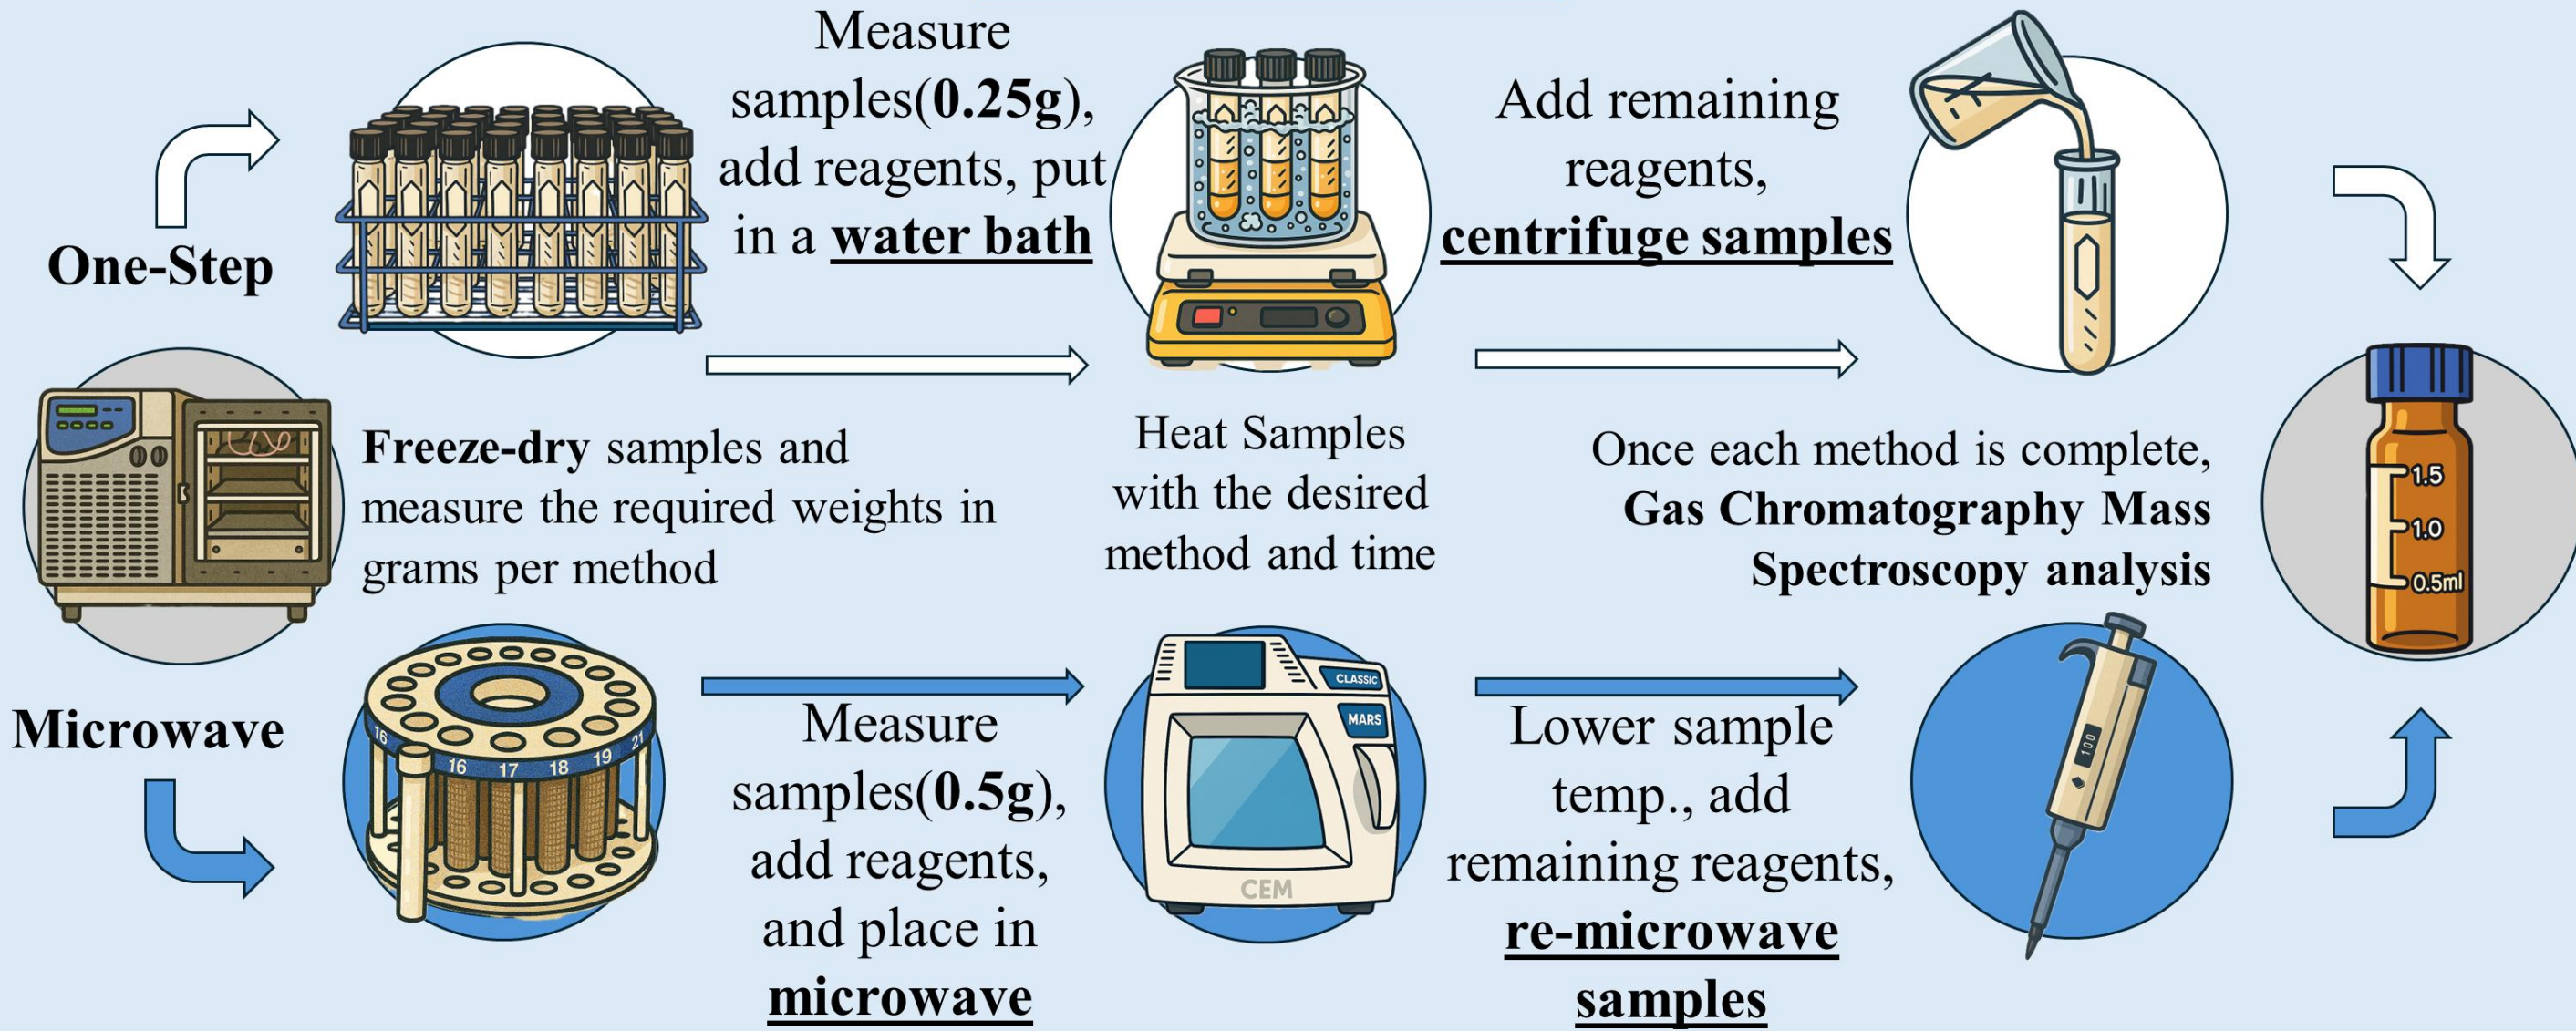 Measure
samples(0.25g),
add reagents, put
in a water bath
Add remaining
reagents,
centrifuge samples
One-Step
Freeze-dry samples and
measure the required weights in
grams per method
Heat Samples
with the desired
method and time
Once each method is complete,
Gas Chromatography Mass
Spectroscopy analysis
1.5
1.0
0.5ml
Microwave
16
16
17
18
19
21
Measure
samples(0.5g),
add reagents,
and place in
microwave
CLASSIC
MARS
CEM
Lower sample
temp., add
remaining reagents,
re-microwave
samples
100